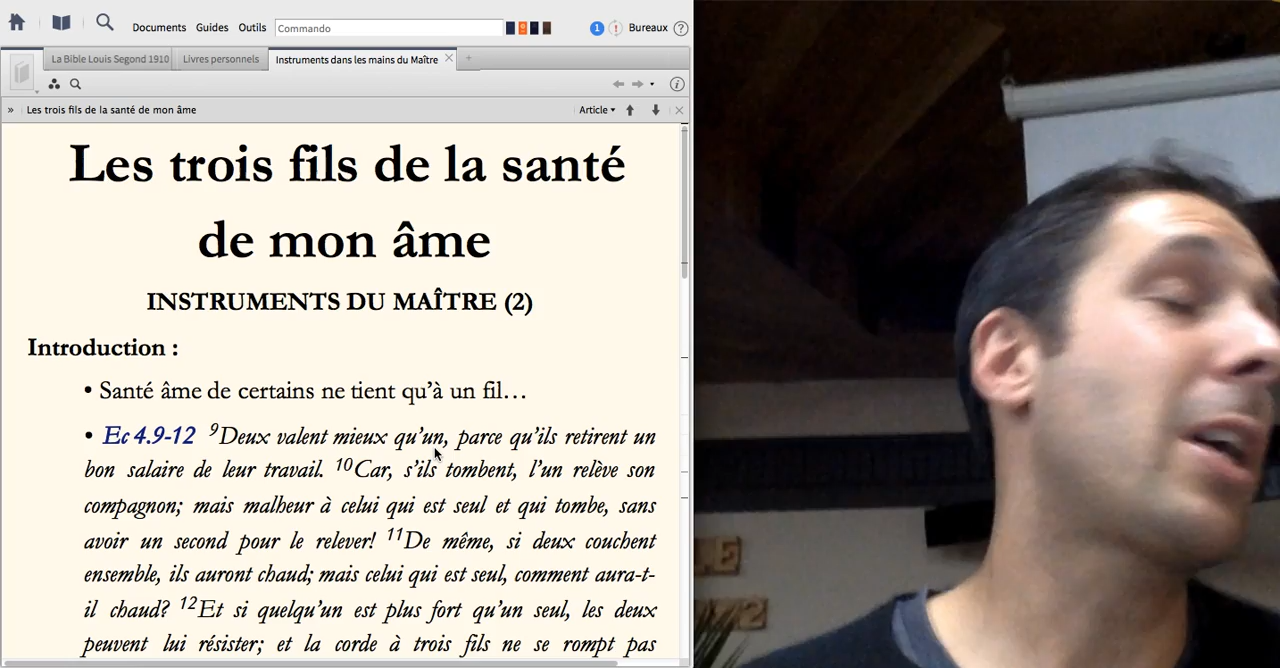 Documents Guides Outils Commando 1 Bureaux ?
La Bible Louis Segond 1910 Livres personnels Instruments dans les mains du Maître
» Les trois fils de la santé de mon âme Article
Les trois fils de la santé
de mon âme
INSTRUMENTS DU MAÎTRE (2)
Introduction :
• Santé âme de certains ne tient qu’à un fil…
• Ec 4.9-12 9Deux valent mieux qu’un, parce qu’ils retirent un
bon salaire de leur travail. 10Car, s’ils tombent, l’un relève son
compagnon; mais malheur à celui qui est seul et qui tombe, sans
avoir un second pour le relever! 11De même, si deux couchent
ensemble, ils auront chaud; mais celui qui est seul, comment aura-t-
il chaud? 12Et si quelqu’un est plus fort qu’un seul, les deux
peuvent lui résister; et la corde à trois fils ne se rompt pas